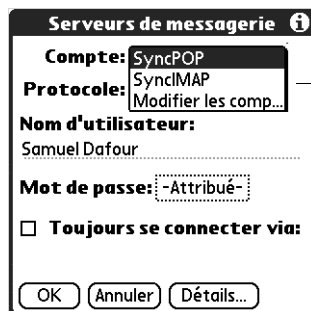 Serveurs de messagerie
Compte: SyncPOP
SyncIMAP
Protocole:
Modifier les comp...
Nom d'utilisateur:
Samuel Dafour
Mot de passe: -Attribué-
Toujours se connecter via:
OK Annuler Détails...